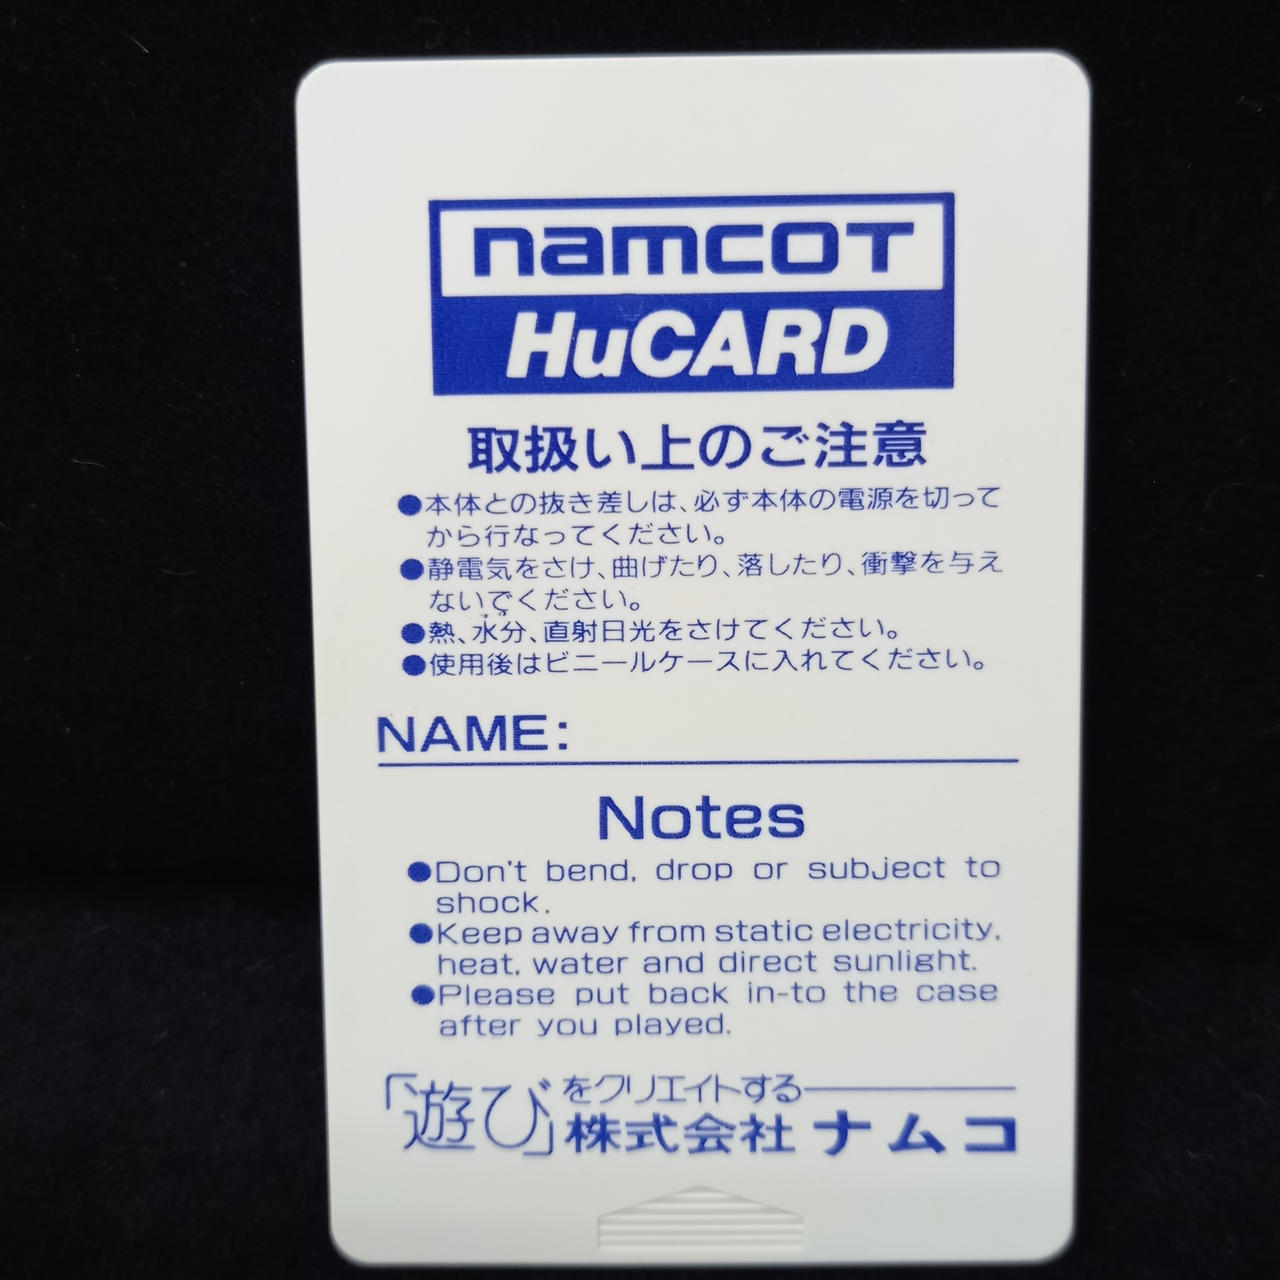 namcoT
HuCARD
取扱い上のご注意
●本体との抜き差しは、必ず本体の電源を切って
から行なってください。
●静電気をさけ、曲げたり、落したり、衝撃を与え
ないでください。
●熱、水分、直射日光をさけてください。
●使用後はビニールケースに入れてください。
NAME:
Notes
●Don't bend, drop or subject to
shock.
●Keep away from static electricity,
heat, water and direct sunlight.
●Please put back in-to the case
after you played.
「遊び」をクリエイトする
株式会社ナムコ